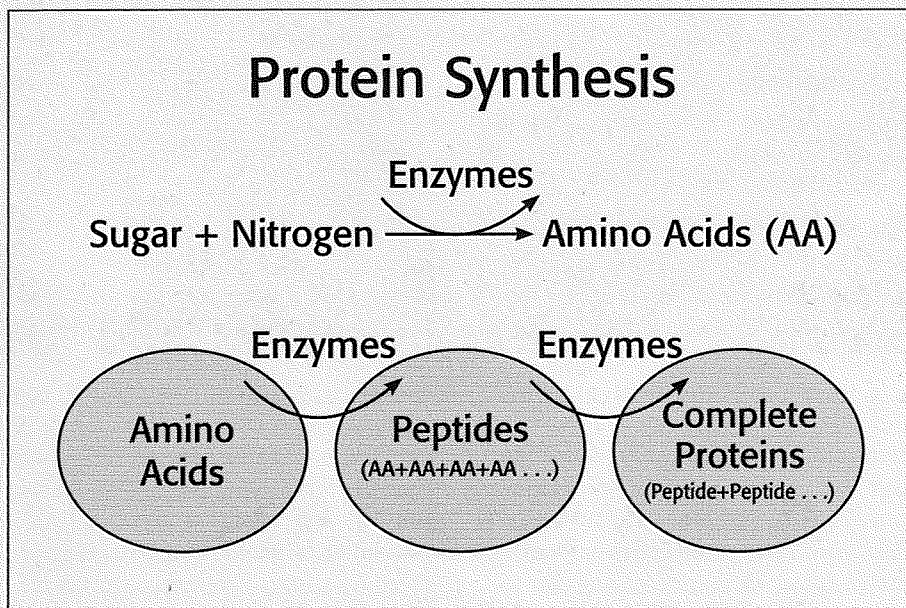 Protein Synthesis
Enzymes
Sugar + Nitrogen Amino Acids (AA)
Enzymes Enzymes
Amino
Acids
Peptides
(AA+AA+AA+AA . . .)
Complete
Proteins
(Peptide+Peptide . . .)